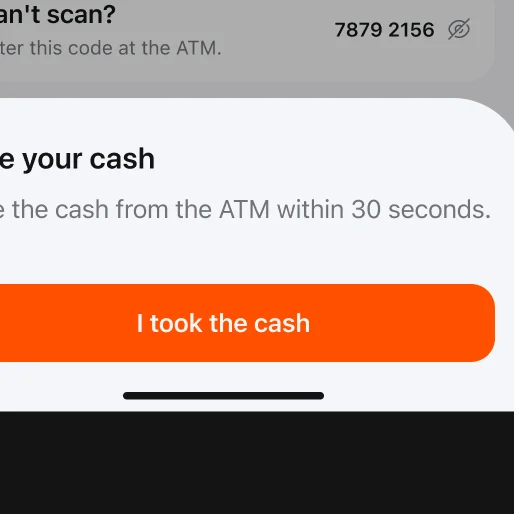 an't scan?
ter this code at the ATM.
7879 2156
e your cash
e the cash from the ATM within 30 seconds.
I took the cash